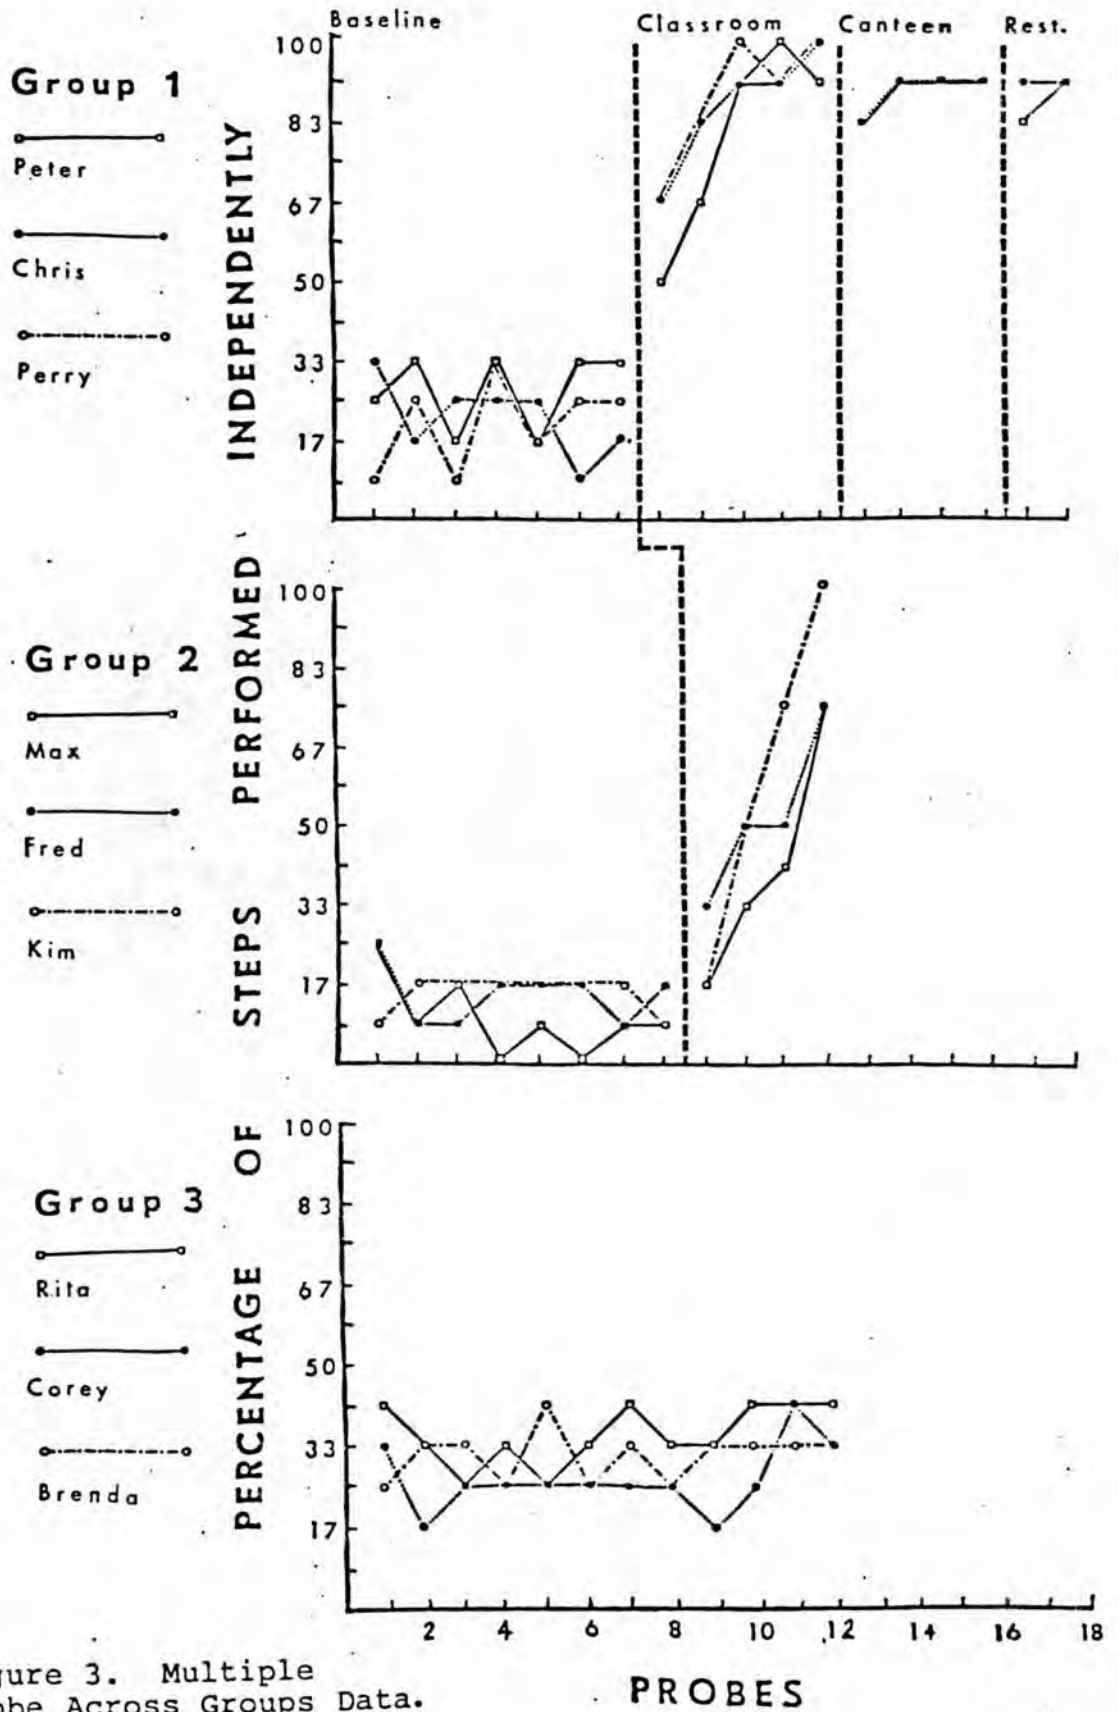 Baseline
Classroom
Canteen
Rest.
Group 1
Peter
Chris
Perry
100
83
67
50
33
17
Group 2
Max
Fred
Kim
100
83
67
50
33
17
Group 3
Rita
Corey
Brenda
100
83
67
50
33
17
PERCENTAGE OF STEPS PERFORMED INDEPENDENTLY
2 4 6 8 10 12 14 16 18
PROBES
gure 3. Multiple
obe Across Groups Data.